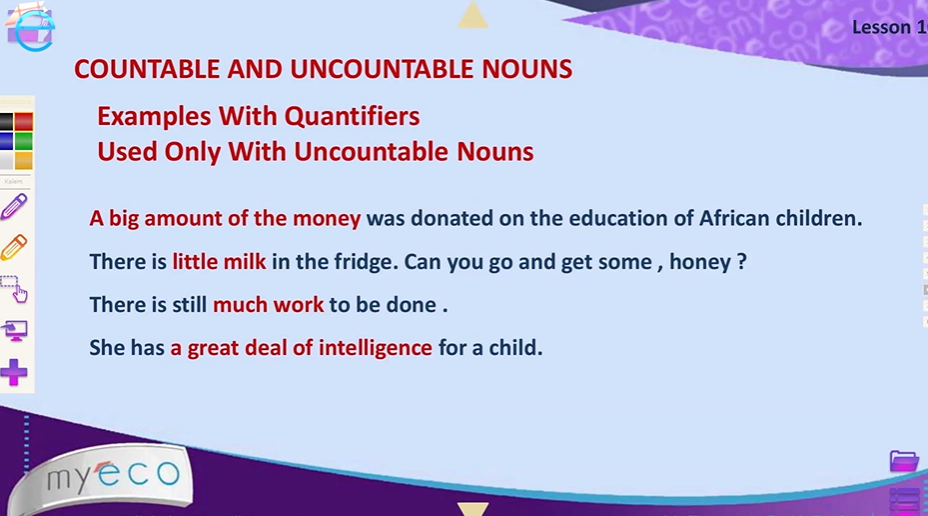 Lesson 1
COUNTABLE AND UNCOUNTABLE NOUNS
Examples With Quantifiers
Used Only With Uncountable Nouns
Kalem
A big amount of the money was donated on the education of African children.
There is little milk in the fridge. Can you go and get some , honey ?
There is still much work to be done .
She has a great deal of intelligence for a child.
myeco